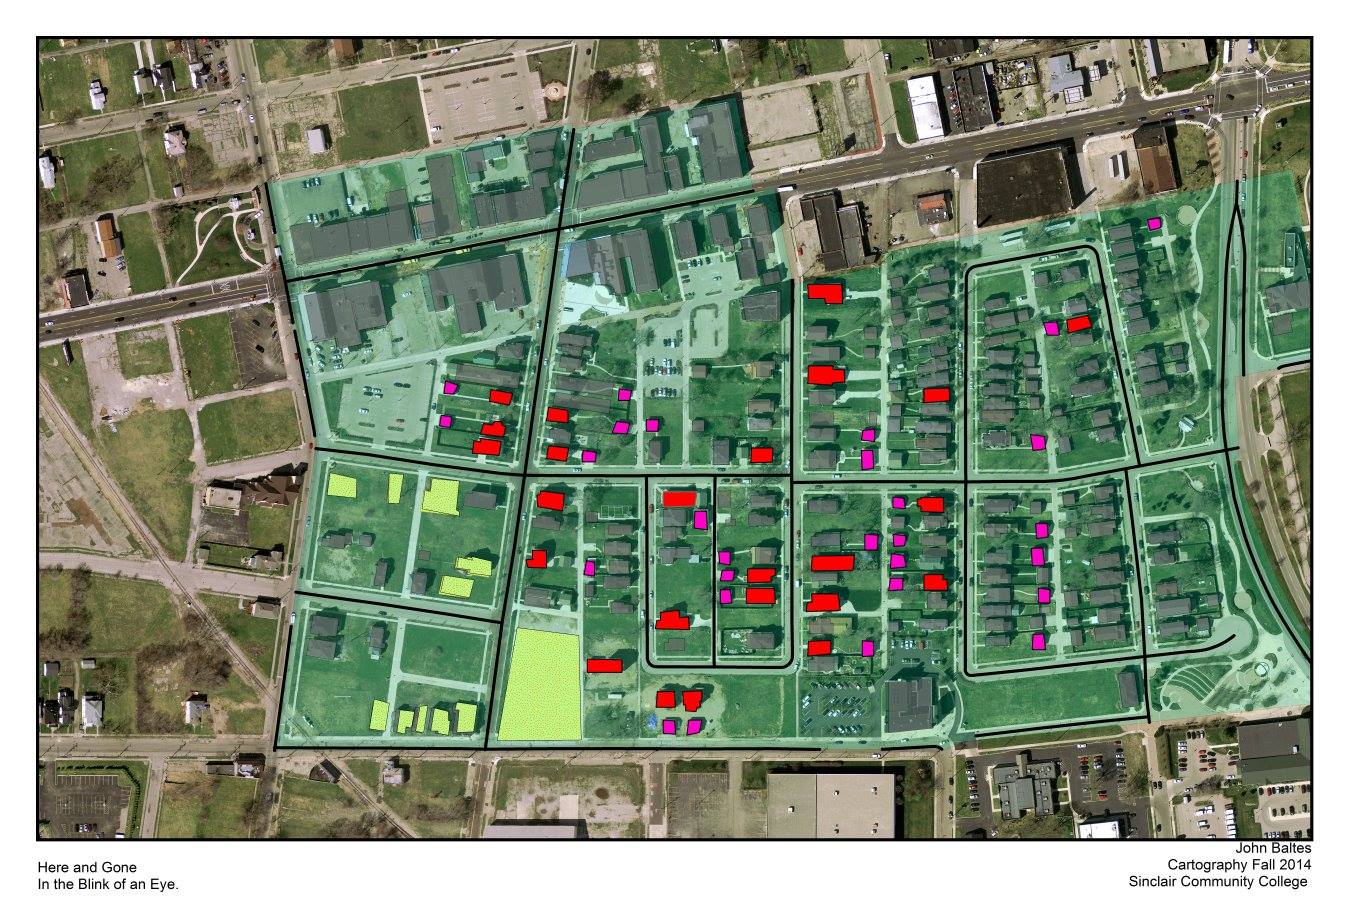 Here and Gone
In the Blink of an Eye.
John Baltes
Cartography Fall 2014
Sinclair Community College